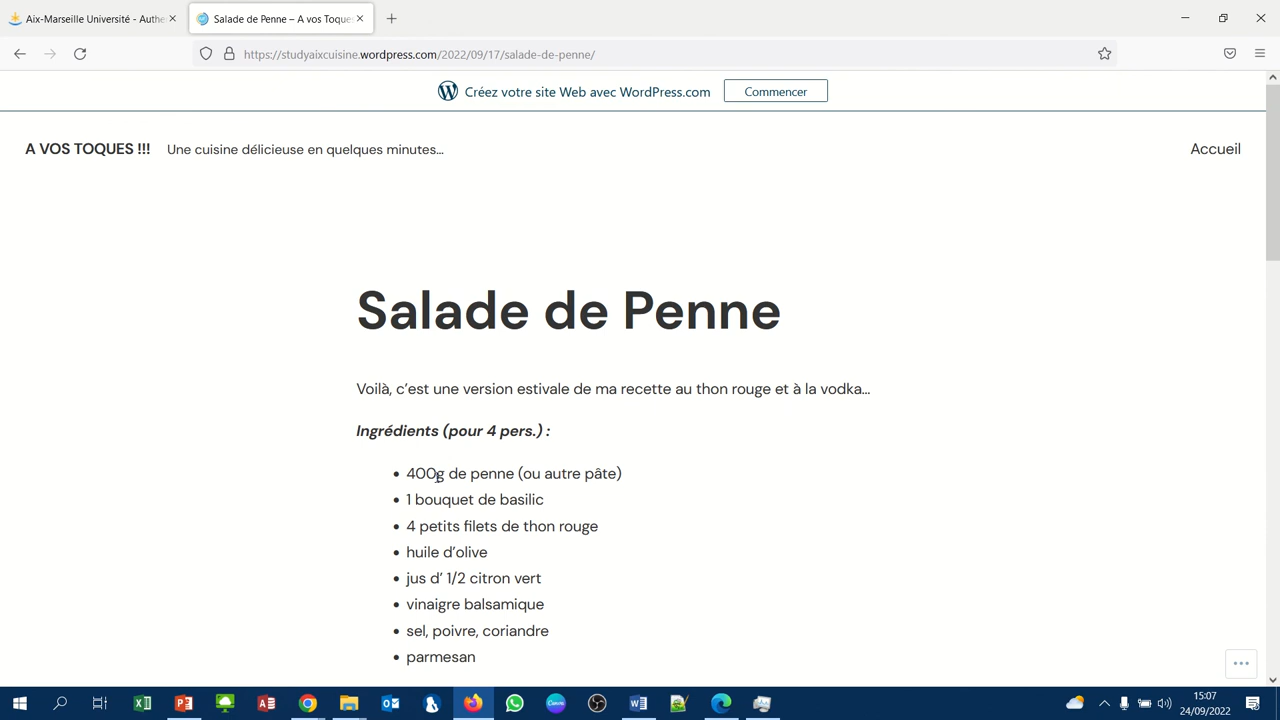 Aix-Marseille Université - Authe
Salade de Penne – A vos Toques
https://studyaixcuisine.wordpress.com/2022/09/17/salade-de-penne/
Créez votre site Web avec WordPress.com
Commencer
A VOS TOQUES !!!
Une cuisine délicieuse en quelques minutes…
Accueil
Salade de Penne
Voilà, c’est une version estivale de ma recette au thon rouge et à la vodka…
Ingrédients (pour 4 pers.) :
• 400g de penne (ou autre pâte)
• 1 bouquet de basilic
• 4 petits filets de thon rouge
• huile d’olive
• jus d’ 1/2 citron vert
• vinaigre balsamique
• sel, poivre, coriandre
• parmesan
15:07
24/09/2022